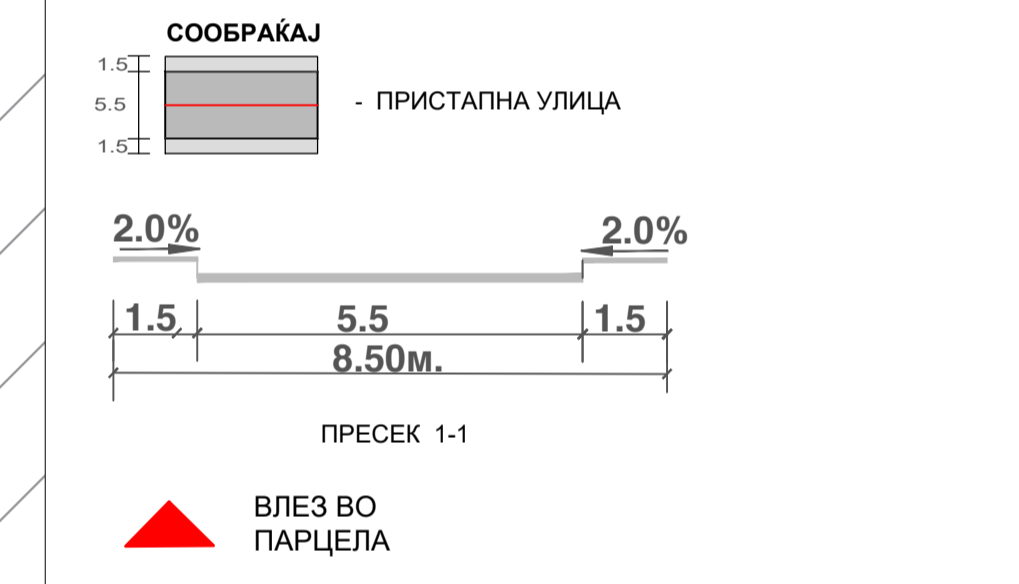 СООБРАЌАЈ
1.5
5.5
1.5
- ПРИСТАПНА УЛИЦА
2.0% 2.0%
1.5 5.5 1.5
8.50м.
ПРЕСЕК 1-1
ВЛЕЗ ВО
ПАРЦЕЛА